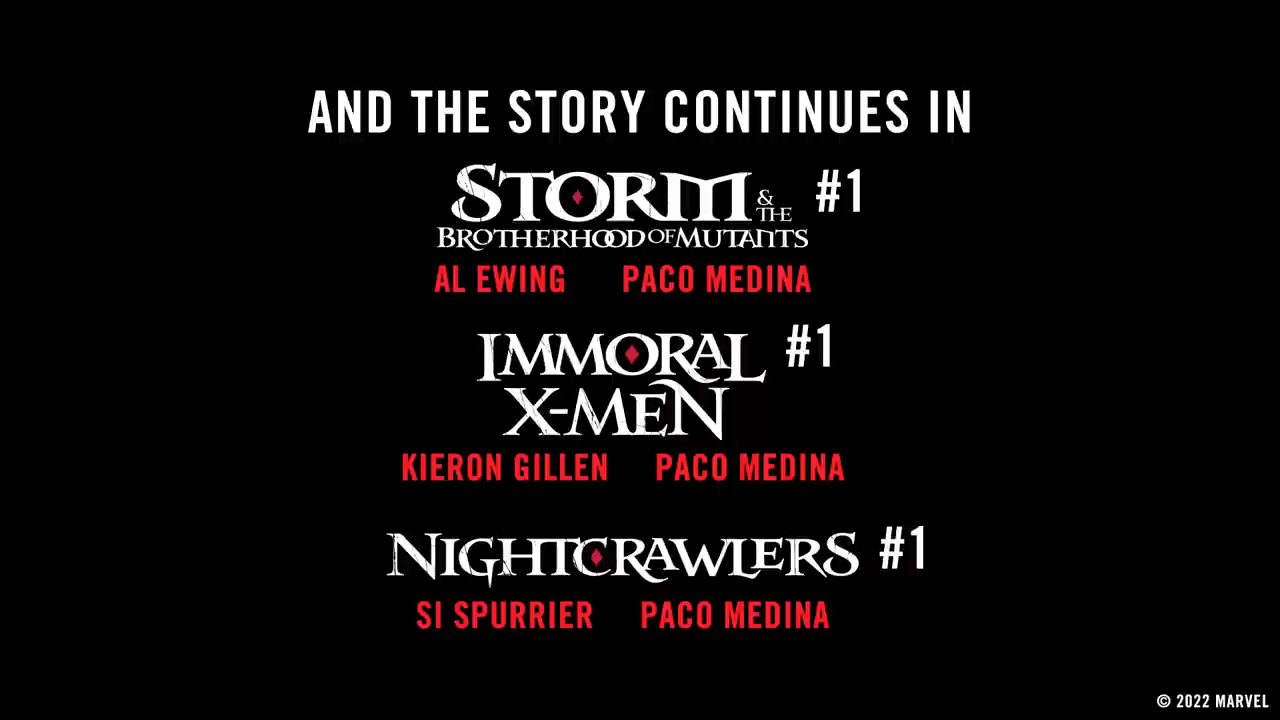 AND THE STORY CONTINUES IN
STORM & THE #1
BROTHERHOOD OF MUTANTS
AL EWING PACO MEDINA
IMMORAL #1
X-MEN
KIERON GILLEN PACO MEDINA
NIGHTCRAWLERS #1
SI SPURRIER PACO MEDINA
© 2022 MARVEL